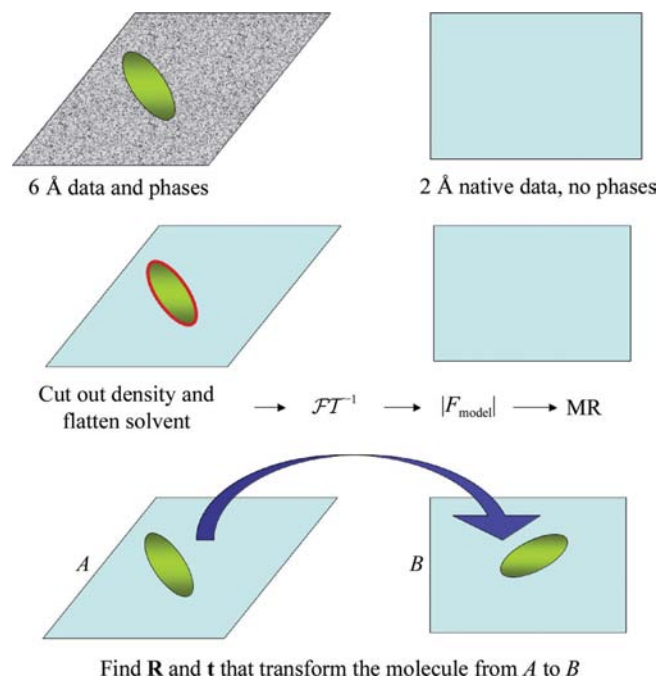 6 Å data and phases
2 Å native data, no phases
Cut out density and
flatten solvent
→ ℱ𝒯⁻¹ → |F_model| → MR
A
B
Find R and t that transform the molecule from A to B